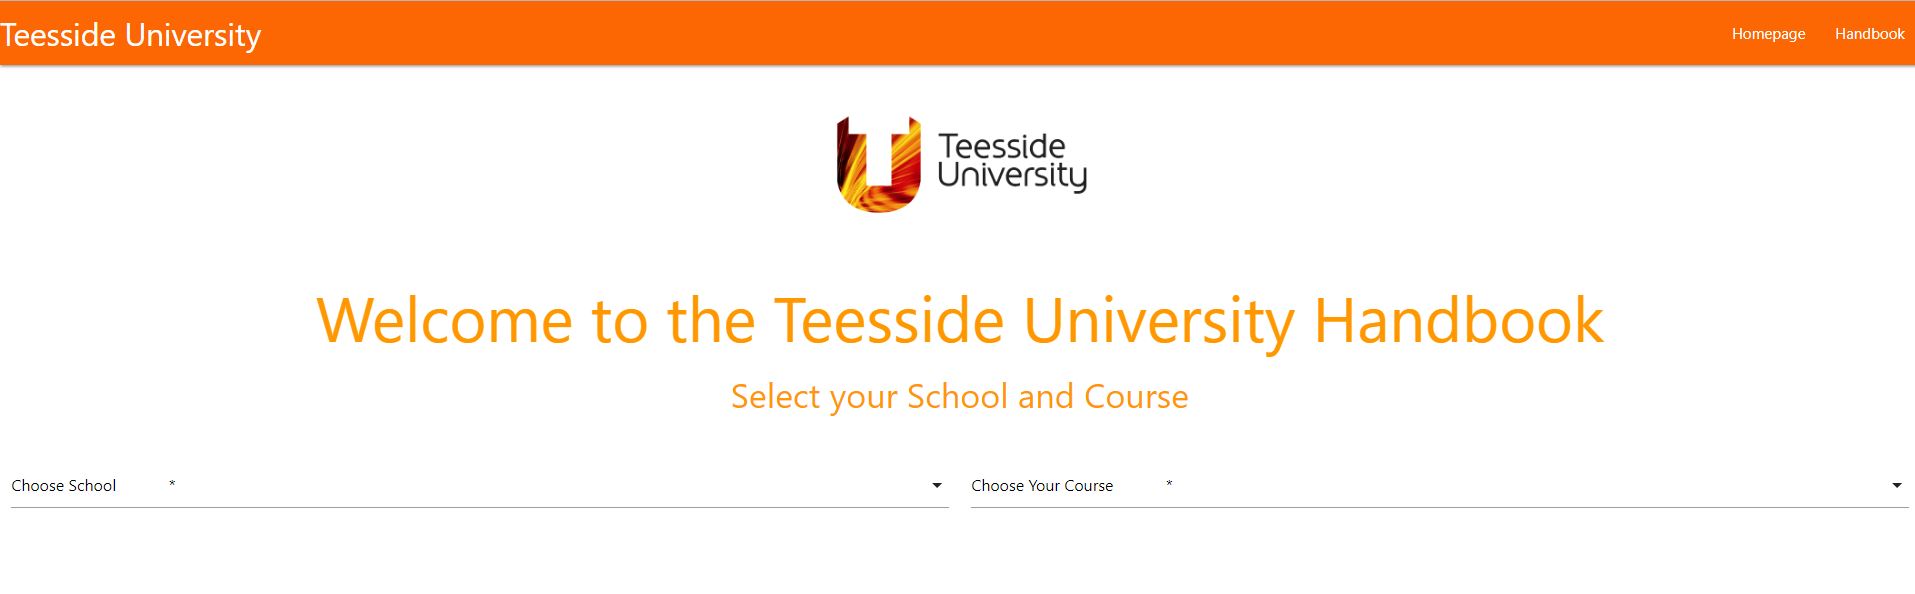 Teesside University
Homepage Handbook
Teesside
University
Welcome to the Teesside University Handbook
Select your School and Course
Choose School *
Choose Your Course *